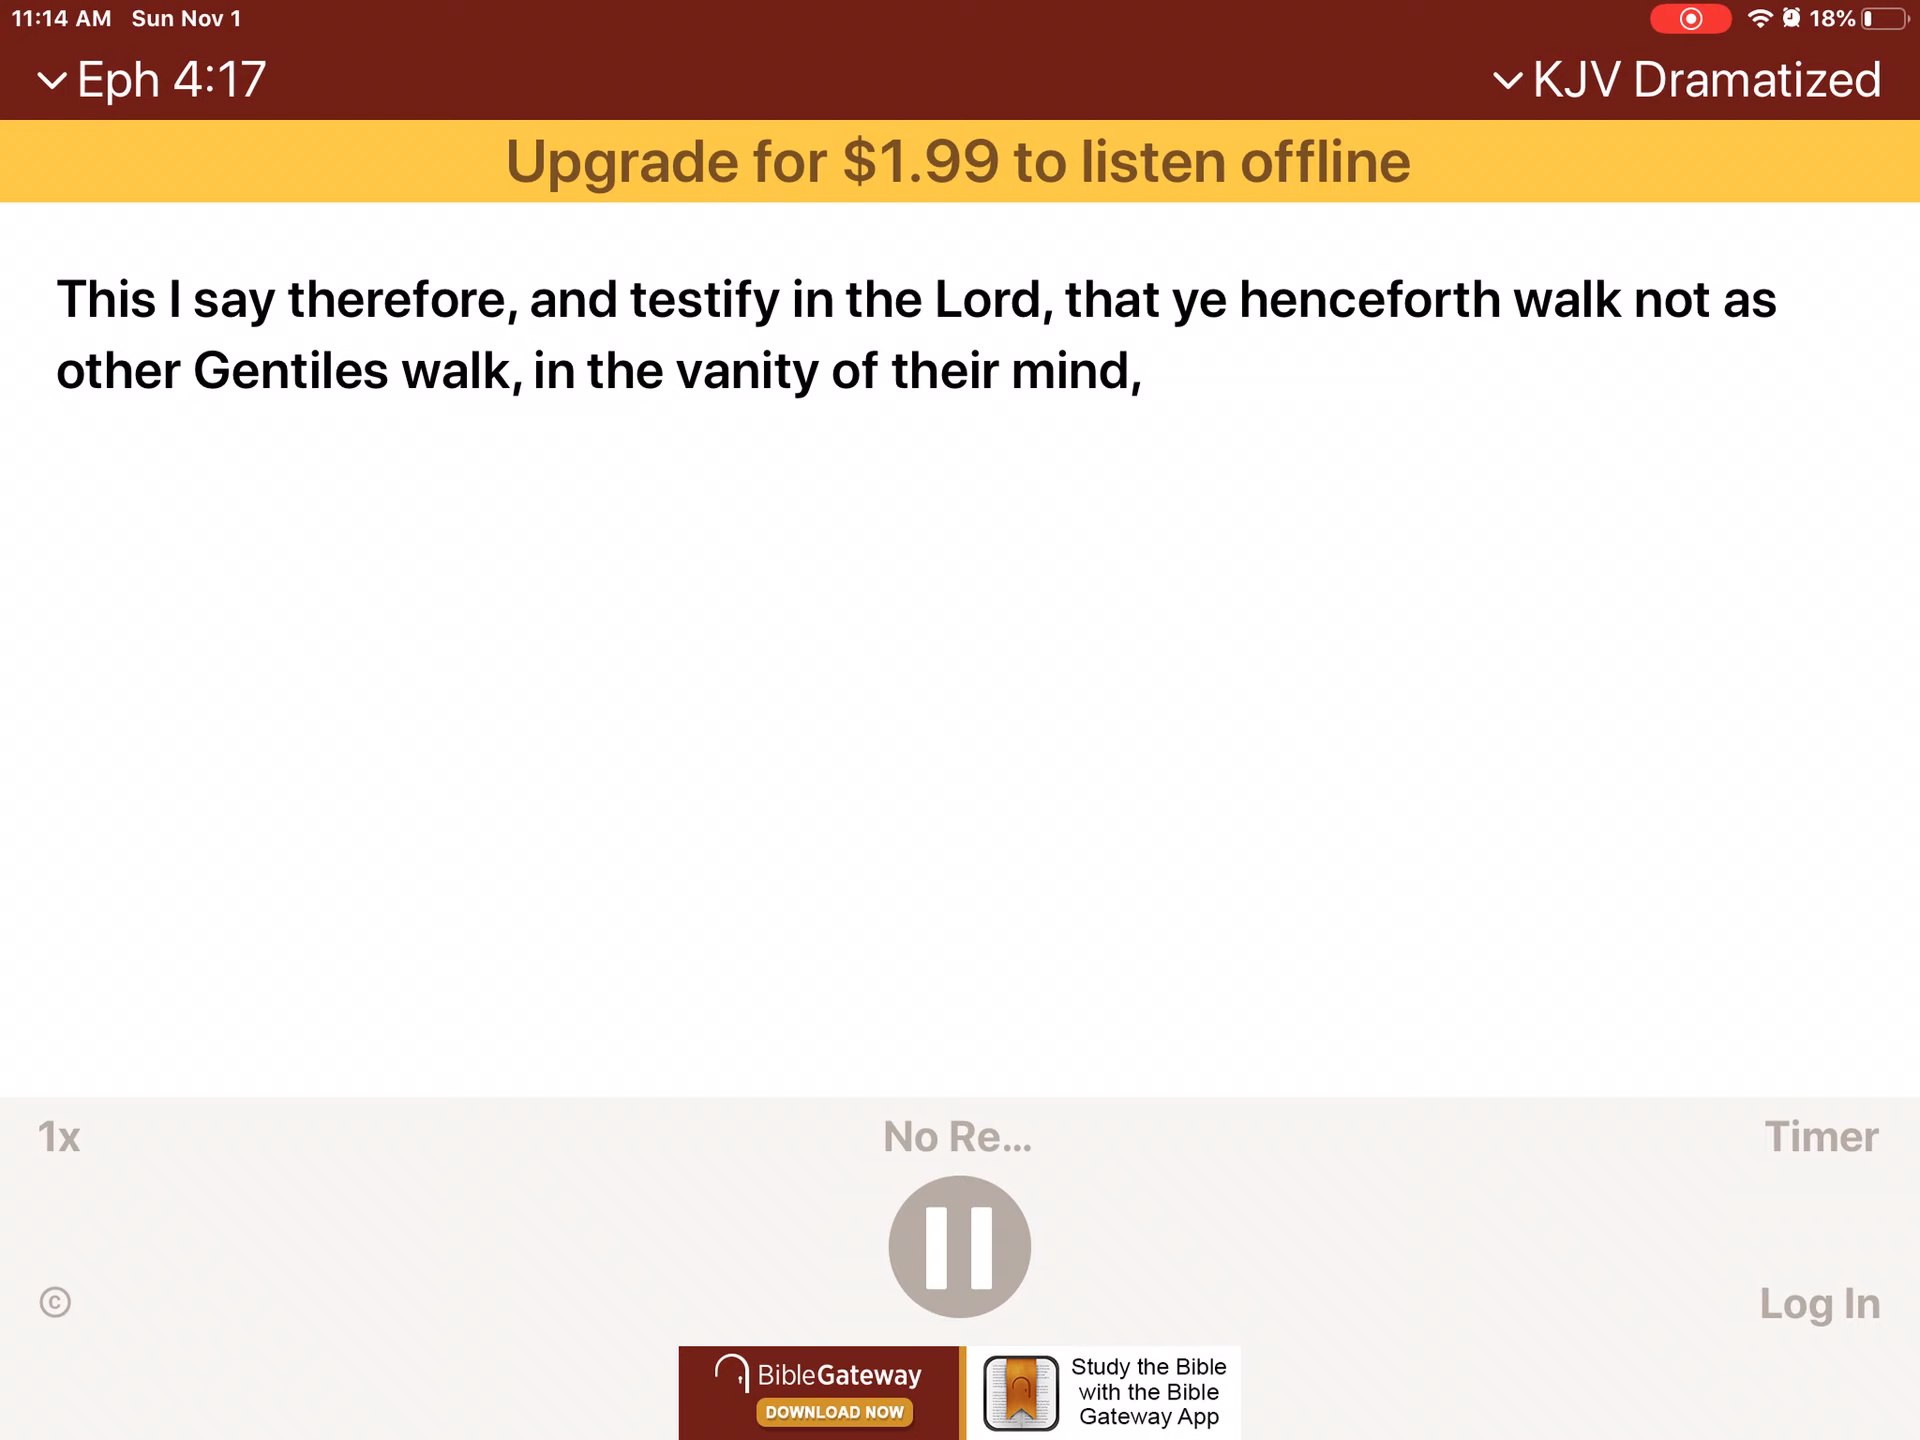 11:14 AM Sun Nov 1 18%
Eph 4:17 KJV Dramatized
Upgrade for $1.99 to listen offline
This I say therefore, and testify in the Lord, that ye henceforth walk not as
other Gentiles walk, in the vanity of their mind,
1x No Re... Timer
© Log In
BibleGateway
DOWNLOAD NOW
Study the Bible
with the Bible
Gateway App